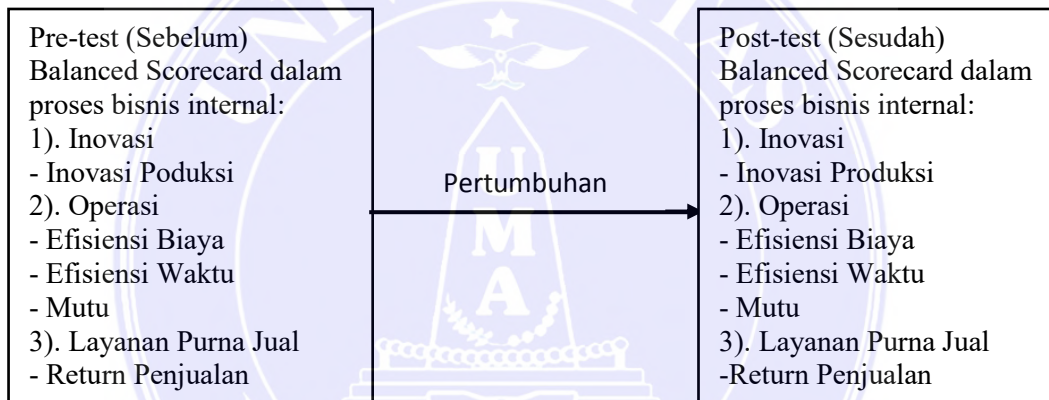 Pre-test (Sebelum)
Balanced Scorecard dalam
proses bisnis internal:
1). Inovasi
- Inovasi Poduksi
2). Operasi
- Efisiensi Biaya
- Efisiensi Waktu
- Mutu
3). Layanan Purna Jual
- Return Penjualan
Pertumbuhan
Post-test (Sesudah)
Balanced Scorecard dalam
proses bisnis internal:
1). Inovasi
- Inovasi Produksi
2). Operasi
- Efisiensi Biaya
- Efisiensi Waktu
- Mutu
3). Layanan Purna Jual
-Return Penjualan
UNIVERSITAS
U
M
A